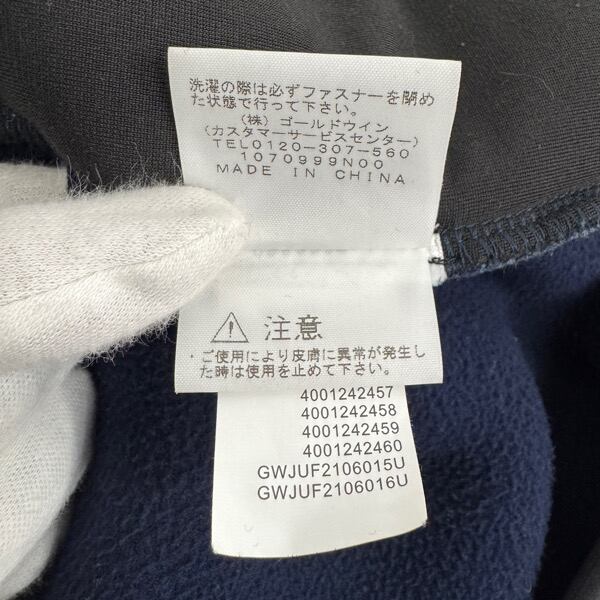 洗濯の際は必ずファスナーを閉め
た状態で行って下さい。
(株)ゴールドウイン
(カスタマーサービスセンター)
TEL0120-307-560
1070999N00
MADE IN CHINA
注意
ご使用により皮膚に異常が発生し
た時は使用を止めて下さい。
4001242457
4001242458
4001242459
4001242460
GWJUF2106015U
GWJUF2106016U